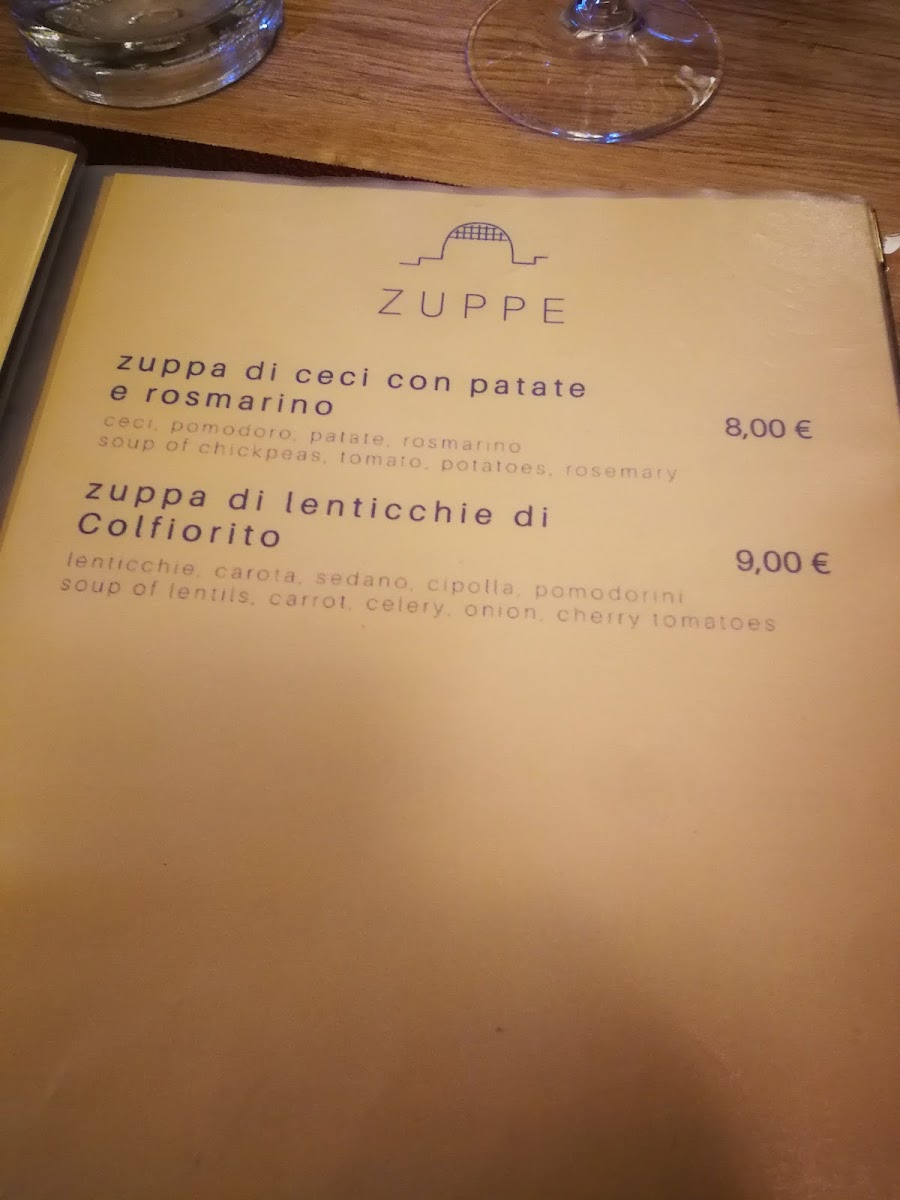 ZUPPE
zuppa di ceci con patate
e rosmarino
8,00 €
ceci, pomodoro, patate, rosmarino
soup of chickpeas, tomato, potatoes, rosemary
zuppa di lenticchie di
Colfiorito
9,00 €
lenticchie, carota, sedano, cipolla, pomodorini
soup of lentils, carrot, celery, onion, cherry tomatoes